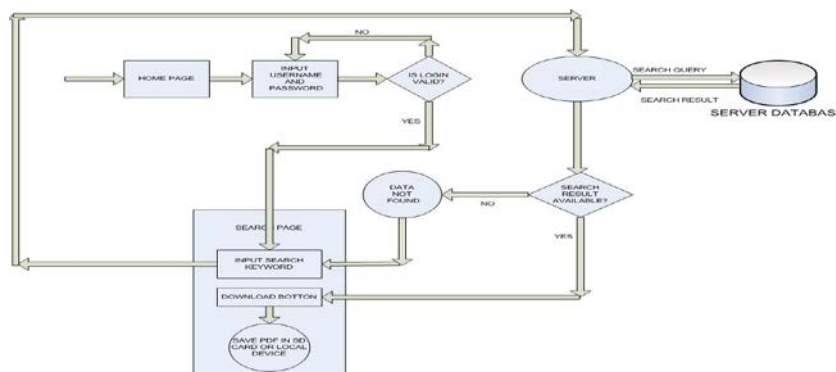 NO
HOME PAGE
INPUT
USERNAME
AND
PASSWORD
IS LOGIN
VALID?
YES
SERVER
SEARCH QUERY
SEARCH RESULT
SERVER DATABAS
SEARCH
RESULT
AVAILABLE?
NO
YES
DATA
NOT
FOUND
SEARCH PAGE
INPUT SEARCH
KEYWORD
DOWNLOAD BOTTON
SAVE PDF IN SD
CARD OR LOCAL
DEVICE